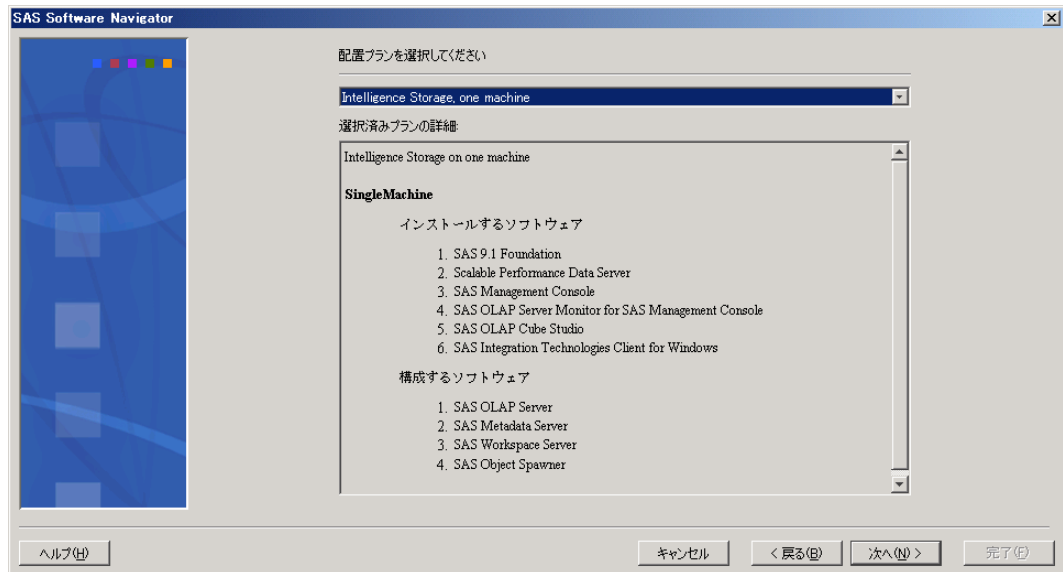 SAS Software Navigator
配置プランを選択してください
Intelligence Storage, one machine
選択済みプランの詳細:
Intelligence Storage on one machine
SingleMachine
インストールするソフトウェア
1. SAS 9.1 Foundation
2. Scalable Performance Data Server
3. SAS Management Console
4. SAS OLAP Server Monitor for SAS Management Console
5. SAS OLAP Cube Studio
6. SAS Integration Technologies Client for Windows
構成するソフトウェア
1. SAS OLAP Server
2. SAS Metadata Server
3. SAS Workspace Server
4. SAS Object Spawner
ヘルプ(H)
キャンセル
< 戻る(B)
次へ(N) >
完了(F)